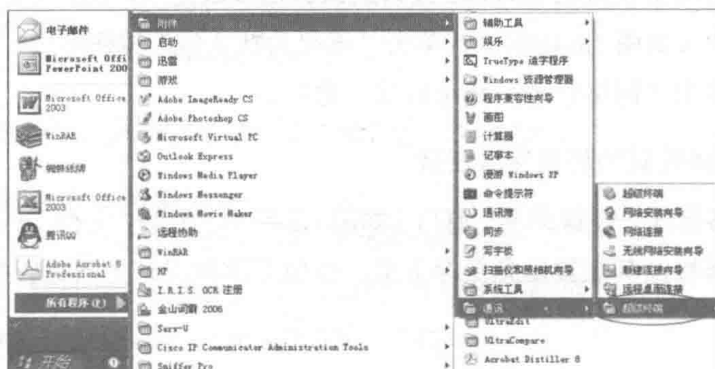 电子邮件
Microsoft Offi
PowerPoint 200
Microsoft Office
2003
WinRAR
蜘蛛纸牌
Microsoft Office
2003
腾讯QQ
Adobe Acrobat 8
Professional
所有程序(P)
开始
附件
启动
迅雷
游戏
Adobe ImageReady CS
Adobe Photoshop CS
Microsoft Virtual PC
Outlook Express
Windows Media Player
Windows Messenger
Windows Movie Maker
远程协助
WinRAR
HP
I.R.I.S. OCR 注册
金山词霸 2006
Serv-U
Cisco IP Communicator Administration Tools
Sniffer Pro
辅助工具
娱乐
TrueType 造字程序
Windows 资源管理器
程序兼容性向导
画图
计算器
记事本
漫游 Windows XP
命令提示符
通讯簿
同步
写字板
扫描仪和照相机向导
系统工具
通讯
UltraEdit
UltraCompare
Acrobat Distiller 8
超级终端
网络安装向导
网络连接
无线网络安装向导
新建连接向导
远程桌面连接
超级终端